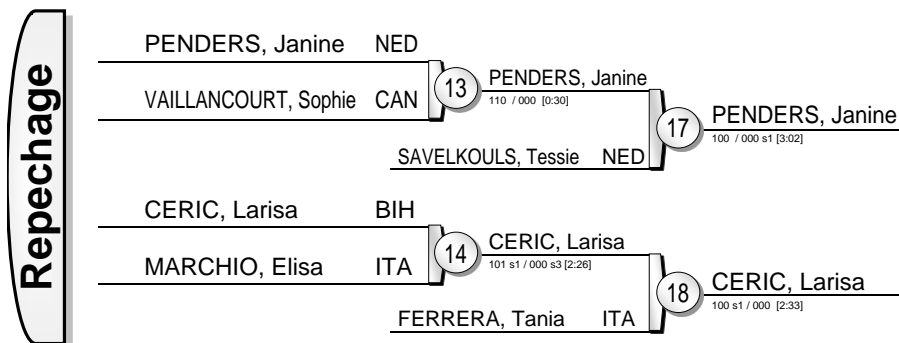 Repechage
PENDERS, Janine NED
VAILLANCOURT, Sophie CAN
13
PENDERS, Janine
110 / 000 [0:30]
SAVELKOULS, Tessie NED
17
PENDERS, Janine
100 / 000 s1 [3:02]
CERIC, Larisa BIH
MARCHIO, Elisa ITA
14
CERIC, Larisa
101 s1 / 000 s3 [2:26]
FERRERA, Tania ITA
18
CERIC, Larisa
100 s1 / 000 [2:33]